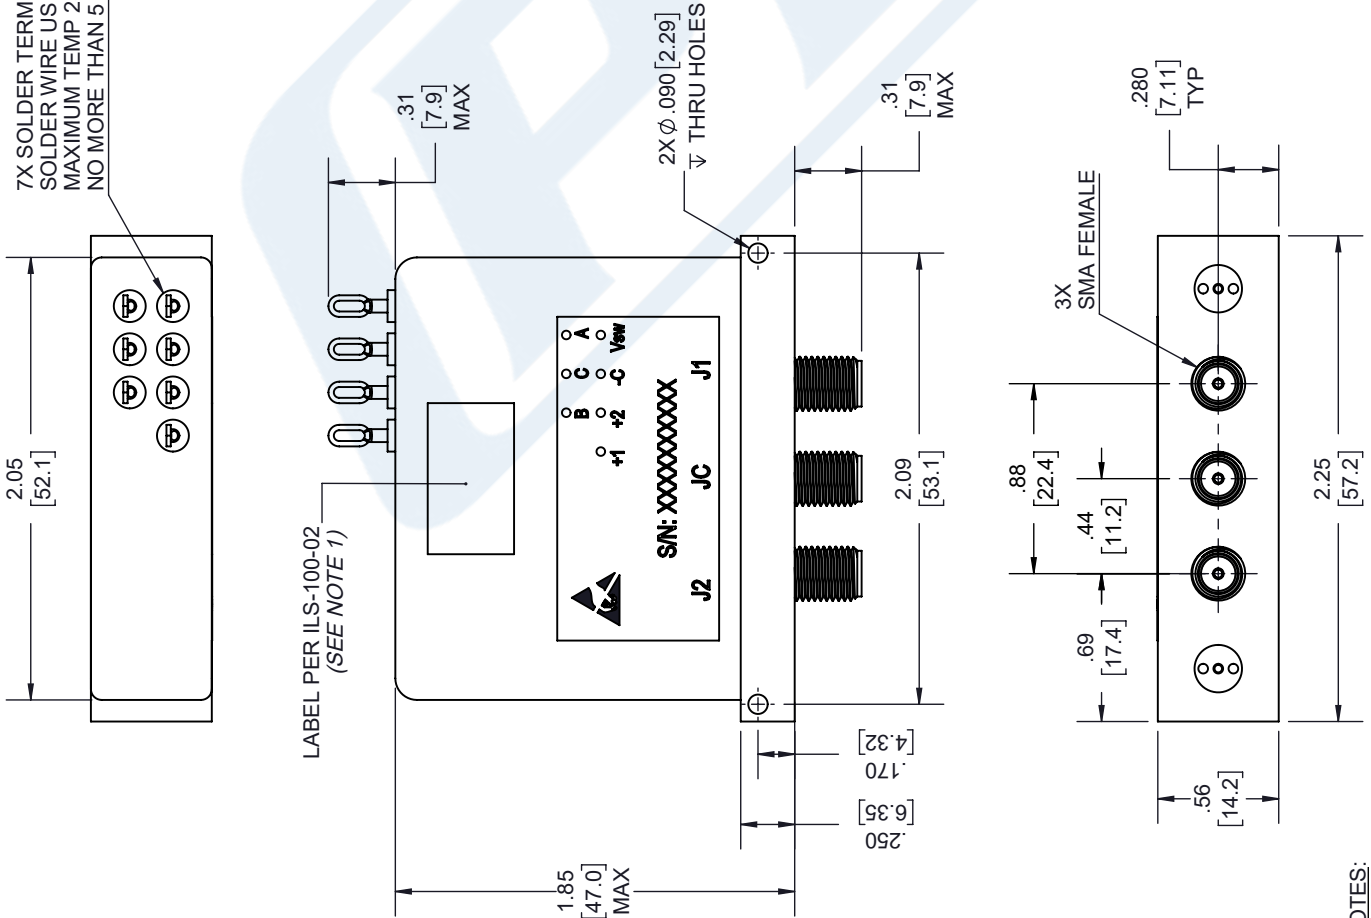 7X SOLDER TERM
SOLDER WIRE US
MAXIMUM TEMP 2
NO MORE THAN 5
2.05
[52.1]
.31
[7.9]
MAX
LABEL PER ILS-100-02
(SEE NOTE 1)
2X ⌀ .090 [2.29]
↧ THRU HOLES
B C A
+1 +2 -C Vsw
S/N: XXXXXXXXXX
J2 JC J1
.31
[7.9]
MAX
2.09
[53.1]
.170
[4.32]
.250
[6.35]
1.85
[47.0]
MAX
.280
[7.11]
TYP
3X
SMA FEMALE
.88
[22.4]
.44
[11.2]
.69
[17.4]
2.25
[57.2]
.56
[14.2]
OTES: